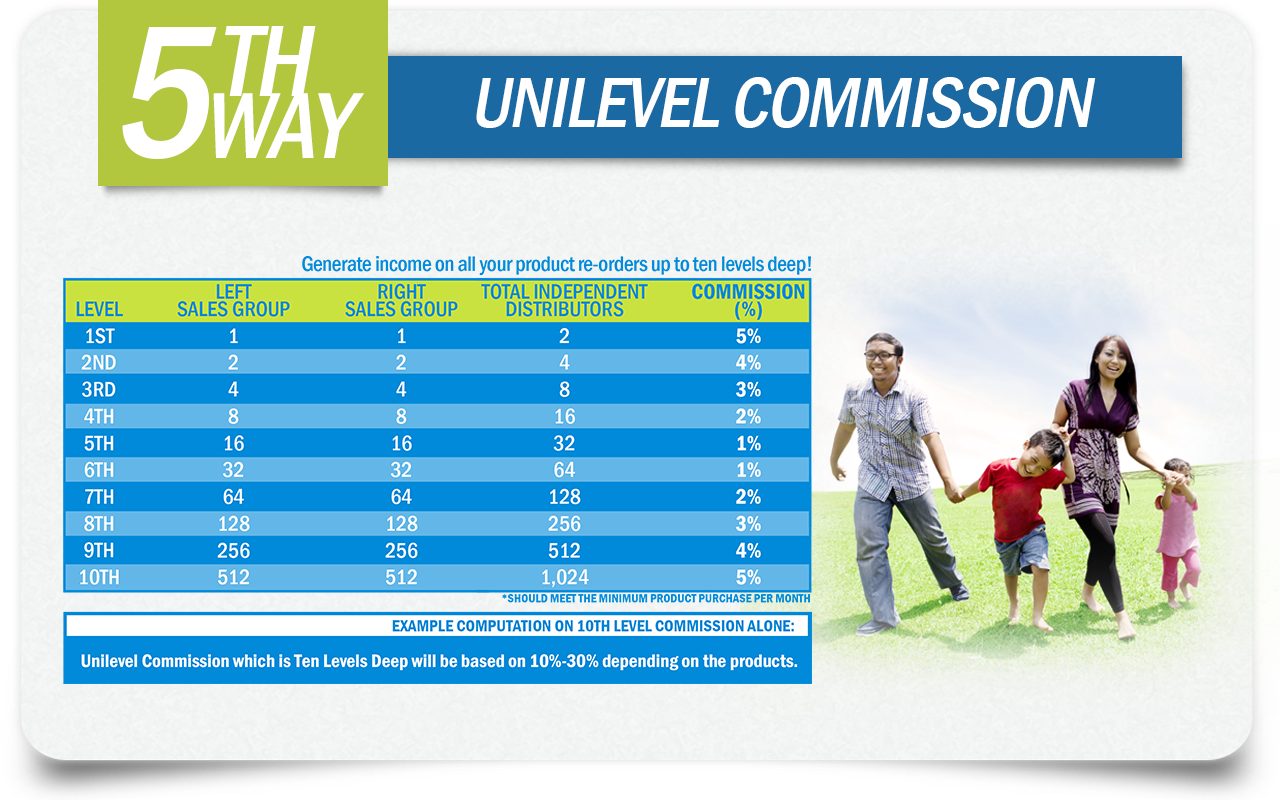 5TH WAY
UNILEVEL COMMISSION
Generate income on all your product re-orders up to ten levels deep!
LEVEL LEFT SALES GROUP RIGHT SALES GROUP TOTAL INDEPENDENT DISTRIBUTORS COMMISSION (%)
1ST 1 1 2 5%
2ND 2 2 4 4%
3RD 4 4 8 3%
4TH 8 8 16 2%
5TH 16 16 32 1%
6TH 32 32 64 1%
7TH 64 64 128 2%
8TH 128 128 256 3%
9TH 256 256 512 4%
10TH 512 512 1,024 5%
*SHOULD MEET THE MINIMUM PRODUCT PURCHASE PER MONTH
EXAMPLE COMPUTATION ON 10TH LEVEL COMMISSION ALONE:
Unilevel Commission which is Ten Levels Deep will be based on 10%-30% depending on the products.